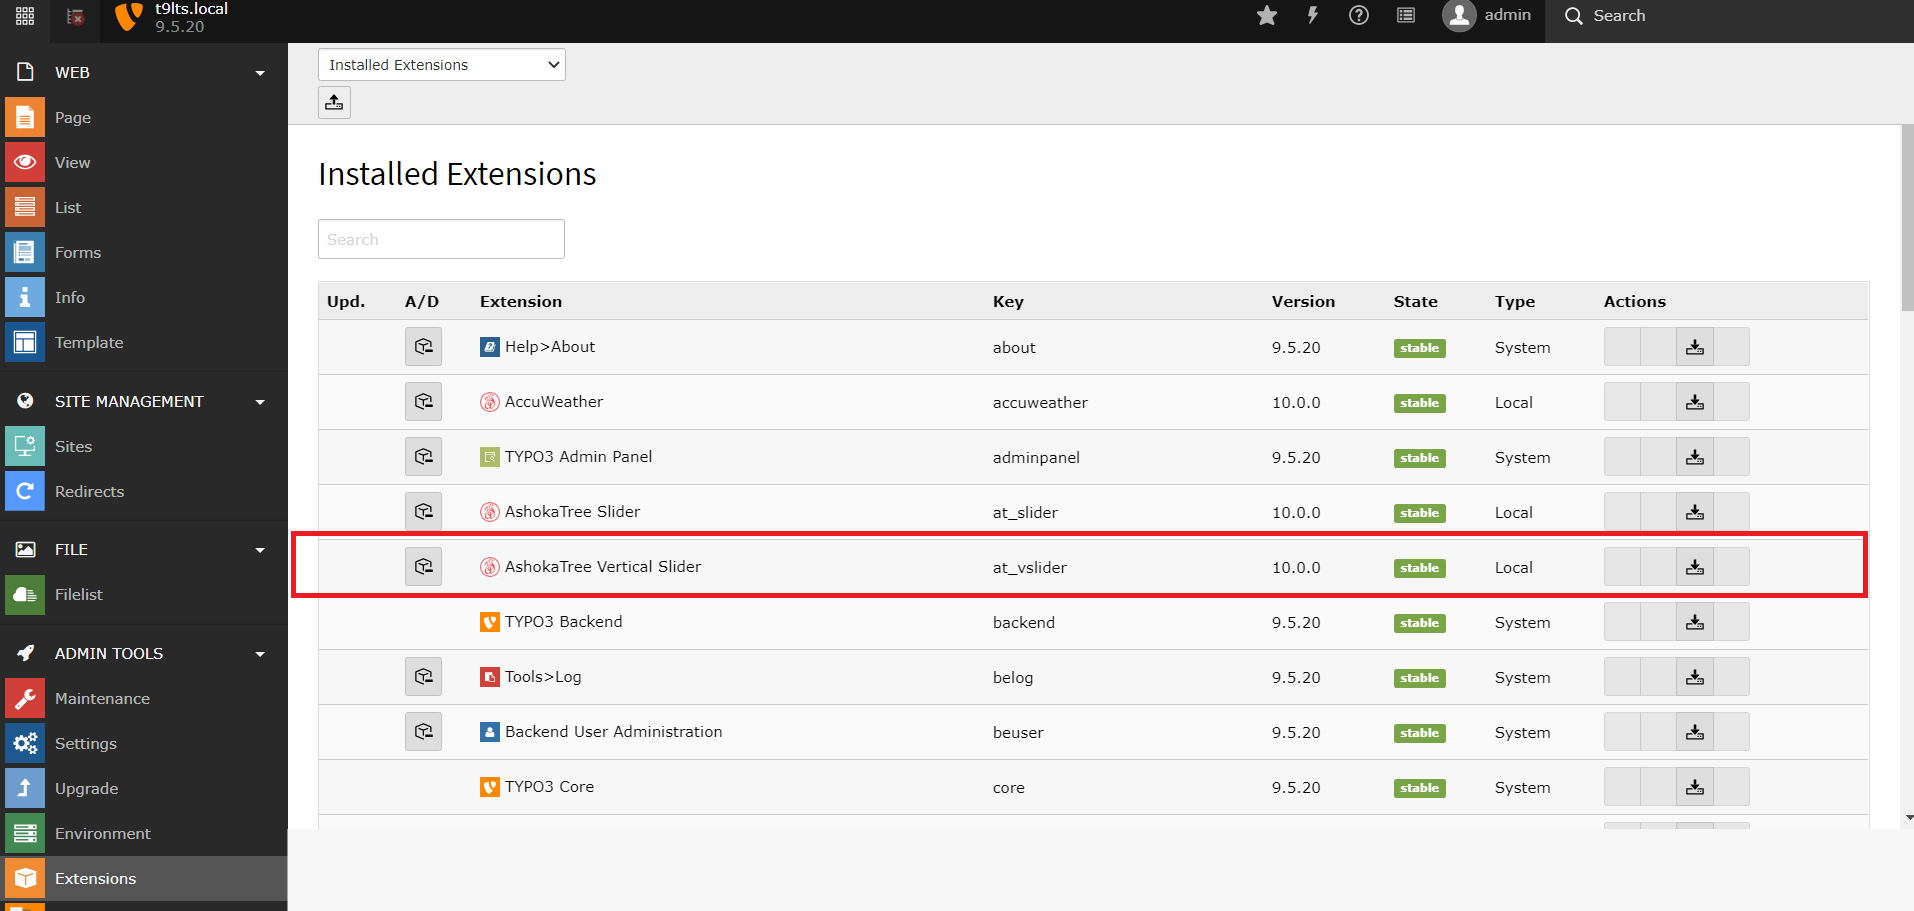 t9lts.local
9.5.20
admin
Search
WEB
Page
View
List
Forms
Info
Template
SITE MANAGEMENT
Sites
Redirects
FILE
Filelist
ADMIN TOOLS
Maintenance
Settings
Upgrade
Environment
Extensions
Installed Extensions
Installed Extensions
Search
Upd. A/D Extension Key Version State Type Actions
Help>About about 9.5.20 stable System
AccuWeather accuweather 10.0.0 stable Local
TYPO3 Admin Panel adminpanel 9.5.20 stable System
AshokaTree Slider at_slider 10.0.0 stable Local
AshokaTree Vertical Slider at_vslider 10.0.0 stable Local
TYPO3 Backend backend 9.5.20 stable System
Tools>Log belog 9.5.20 stable System
Backend User Administration beuser 9.5.20 stable System
TYPO3 Core core 9.5.20 stable System